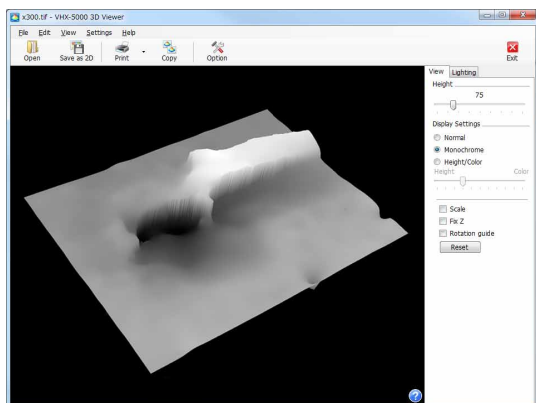 x300.tif - VHX-5000 3D Viewer
File Edit View Settings Help
Open Save as 2D Print Copy Option Exit
View Lighting
Height
75
Display Settings
Normal
Monochrome
Height/Color
Height Color
Scale
Fix Z
Rotation guide
Reset
?